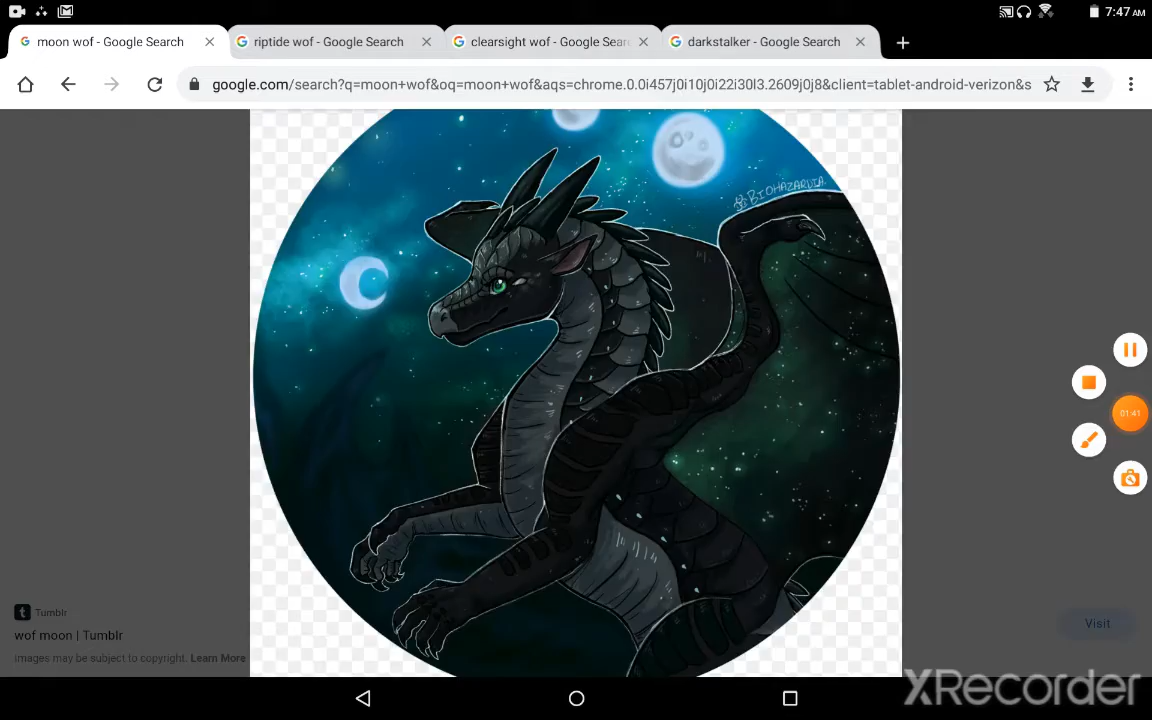 7:47 AM
moon wof - Google Search
riptide wof - Google Search
clearsight wof - Google Sear
darkstalker - Google Search
google.com/search?q=moon+wof&oq=moon+wof&aqs=chrome.0.0i457j0i10j0i22i30l3.2609j0j8&client=tablet-android-verizon&s
BIOHAZARDIA
01:41
t Tumblr
wof moon | Tumblr
Visit
Images may be subject to copyright. Learn More
XRecorder